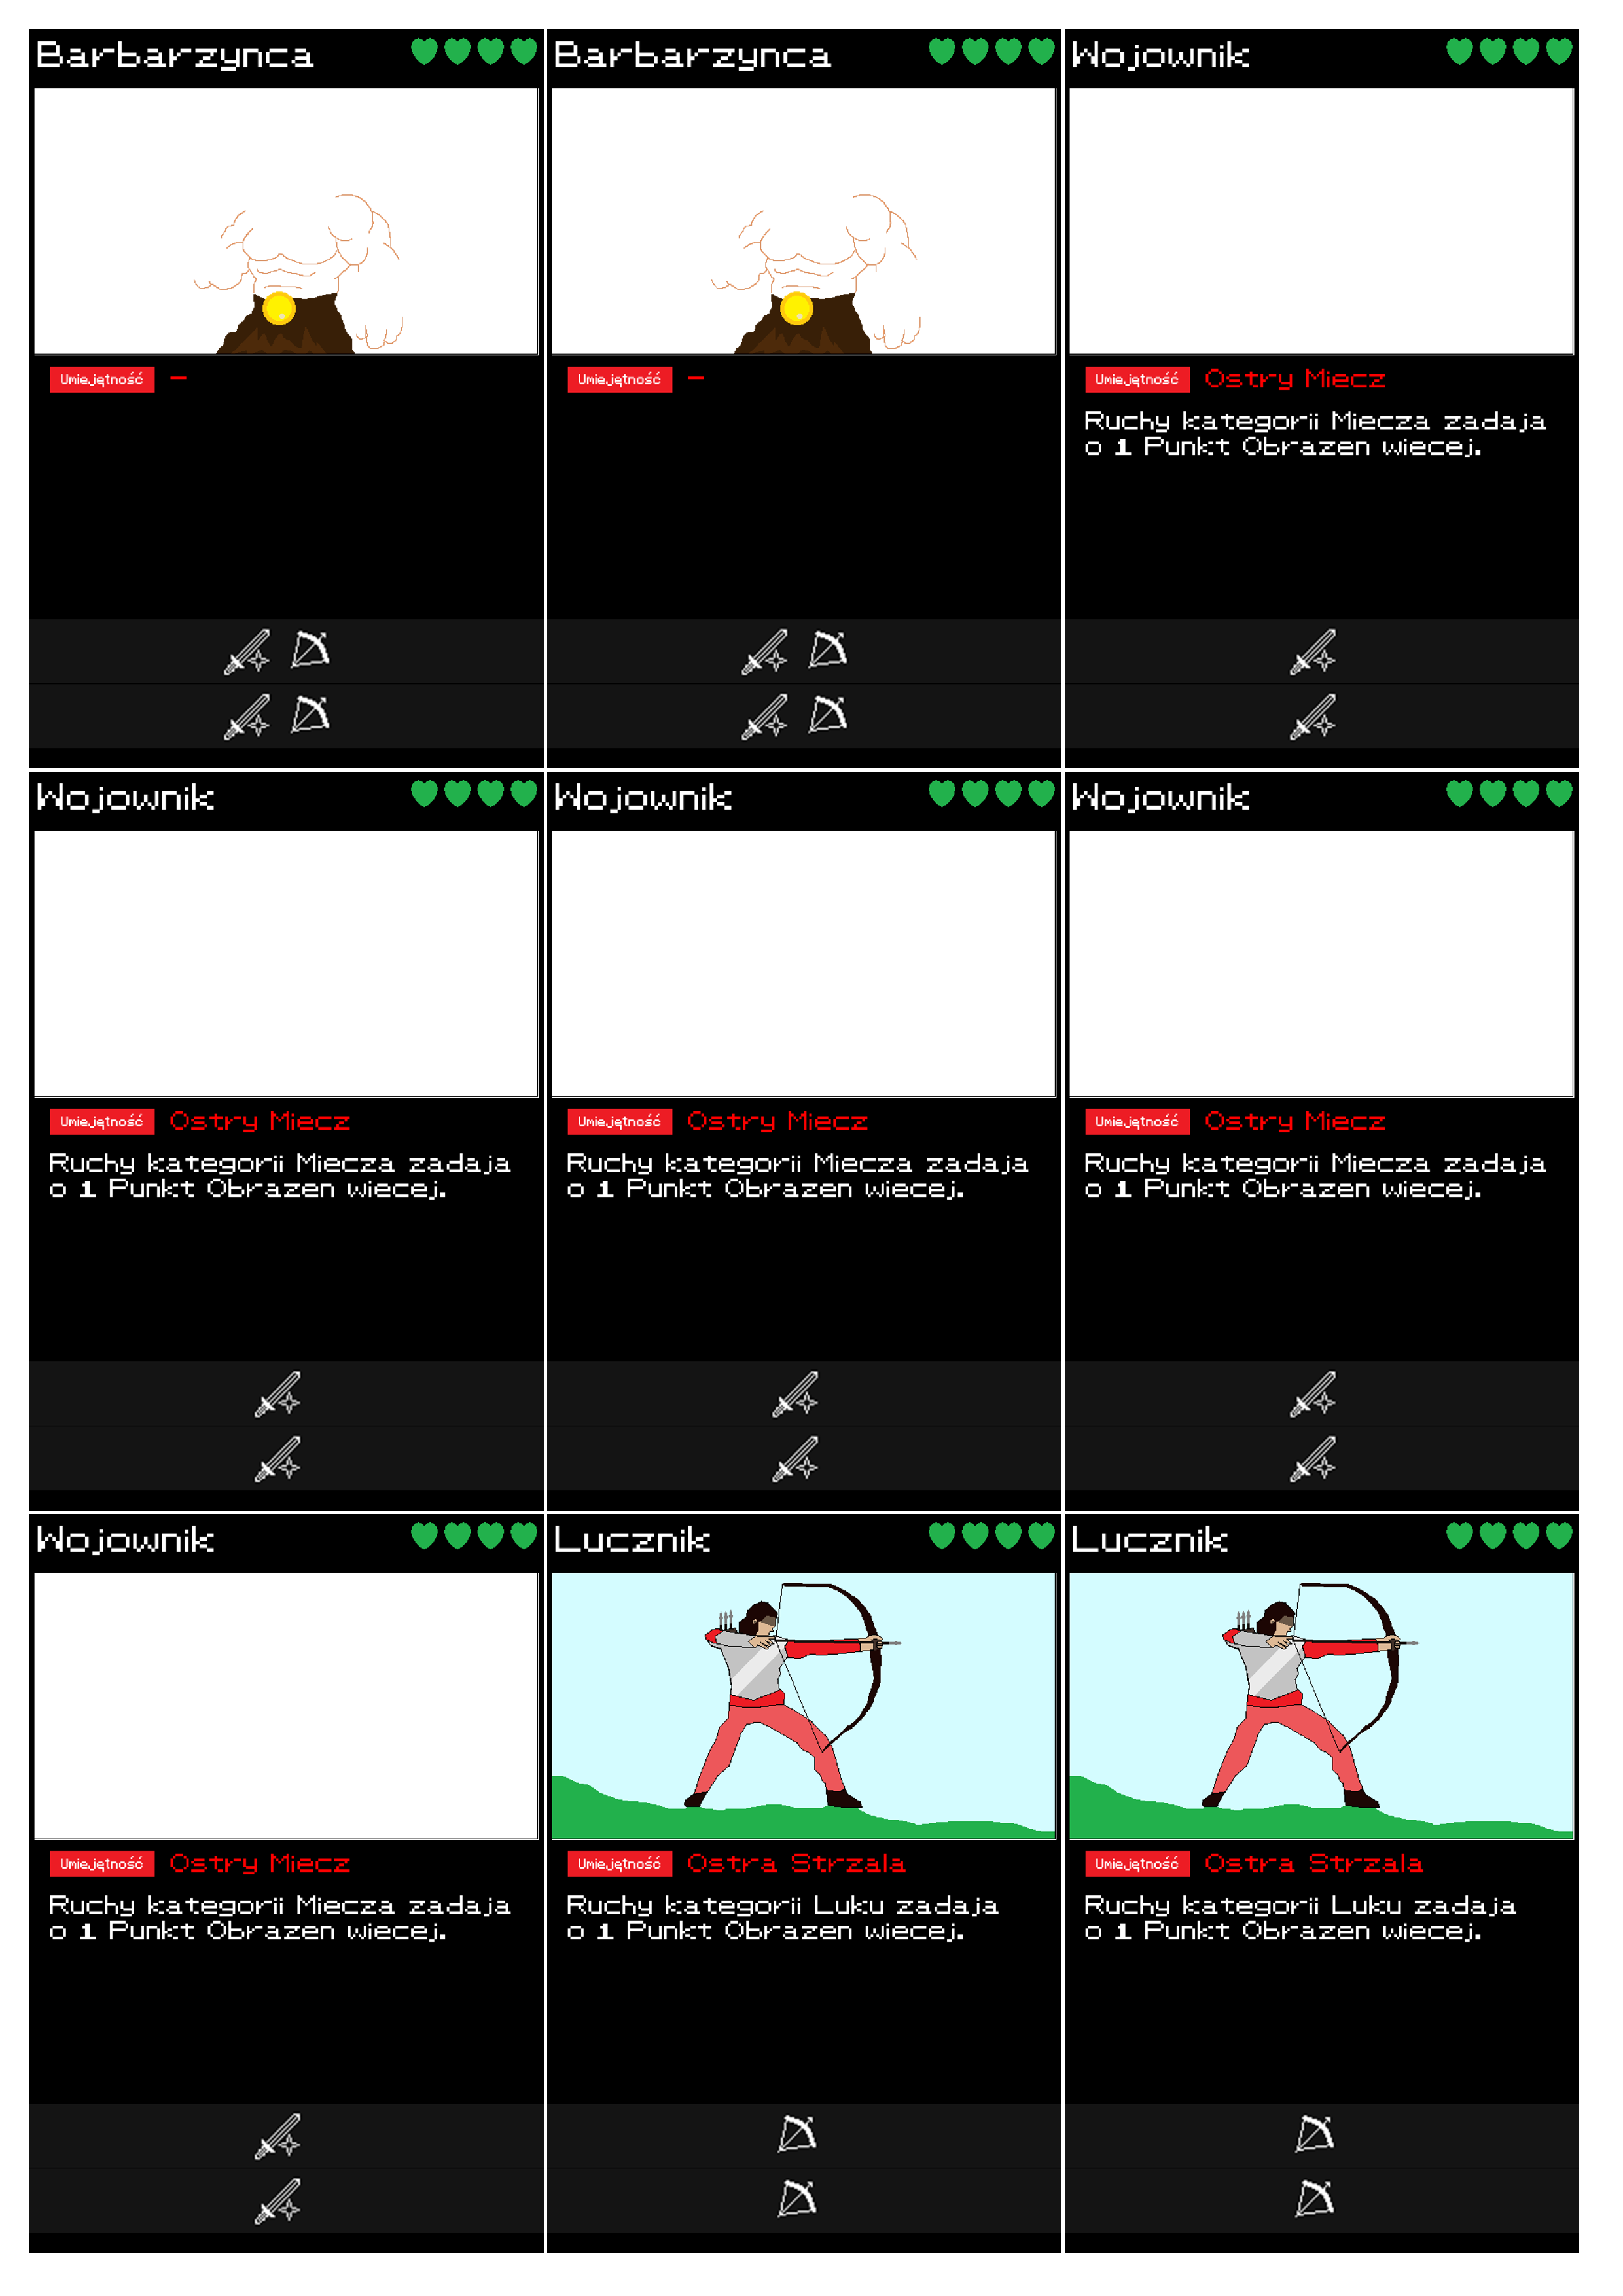 Barbarzynca
Umiejętność –
Barbarzynca
Umiejętność –
Wojownik
Umiejętność Ostry Miecz
Ruchy kategorii Miecza zadaja
o 1 Punkt Obrazen wiecej.
Wojownik
Umiejętność Ostry Miecz
Ruchy kategorii Miecza zadaja
o 1 Punkt Obrazen wiecej.
Wojownik
Umiejętność Ostry Miecz
Ruchy kategorii Miecza zadaja
o 1 Punkt Obrazen wiecej.
Wojownik
Umiejętność Ostry Miecz
Ruchy kategorii Miecza zadaja
o 1 Punkt Obrazen wiecej.
Wojownik
Umiejętność Ostry Miecz
Ruchy kategorii Miecza zadaja
o 1 Punkt Obrazen wiecej.
Lucznik
Umiejętność Ostra Strzala
Ruchy kategorii Luku zadaja
o 1 Punkt Obrazen wiecej.
Lucznik
Umiejętność Ostra Strzala
Ruchy kategorii Luku zadaja
o 1 Punkt Obrazen wiecej.